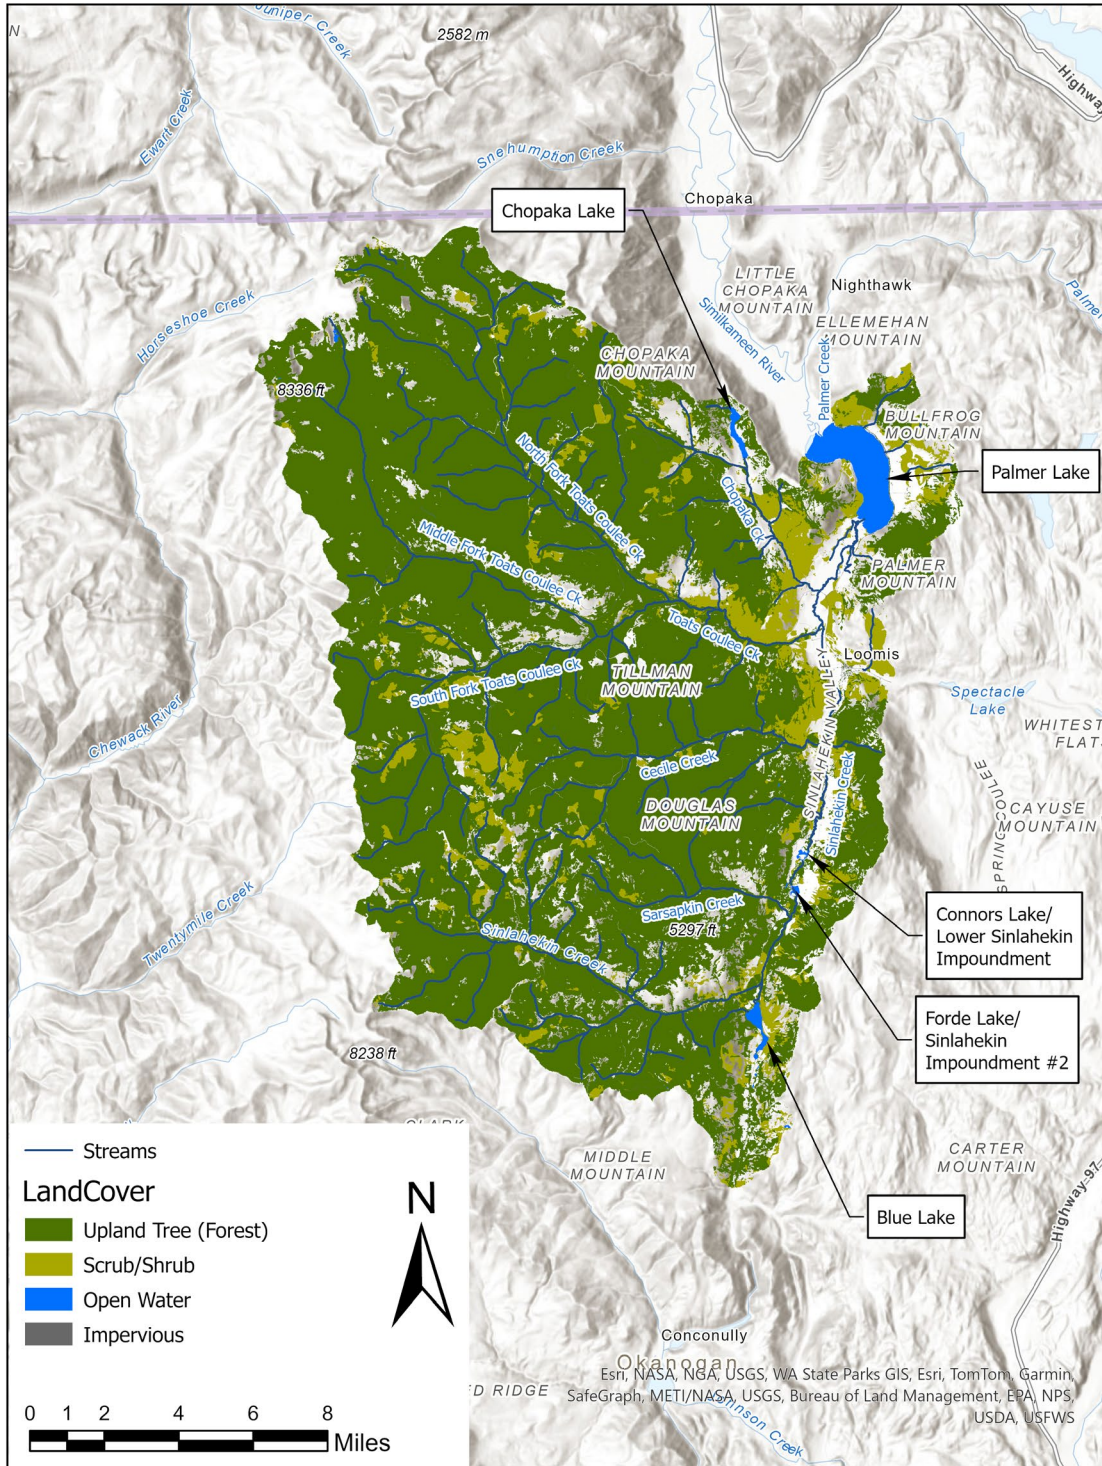 N
Juniper Creek
2582 m
Highway
Ewart Creek
Snehumption Creek
Chopaka Lake
Chopaka
LITTLE
CHOPAKA
MOUNTAIN
Nighthawk
Palmer
Horseshoe Creek
Similkameen River
ELLEMEHAN
MOUNTAIN
Palmer Creek
CHOPAKA
MOUNTAIN
8336 ft
BULLFROG
MOUNTAIN
Palmer Lake
North Fork Toats Coulee Ck
Chopaka Ck
Middle Fork Toats Coulee Ck
PALMER
MOUNTAIN
Toats Coulee Ck
Loomis
South Fork Toats Coulee Ck
TILLMAN
MOUNTAIN
Spectacle
Lake
Chewack River
WHITEST
FLAT
SINLAHEKIN VALLEY
Cecile Creek
Sinlahekin Creek
SPRING COULEE
DOUGLAS
MOUNTAIN
CAYUSE
MOUNTAIN
Twentymile Creek
Sarsapkin Creek
5297 ft
Sinlahekin Creek
Connors Lake/
Lower Sinlahekin
Impoundment
Forde Lake/
Sinlahekin
Impoundment #2
8238 ft
CLARK
MIDDLE
MOUNTAIN
CARTER
MOUNTAIN
Highway 97
Blue Lake
Streams
LandCover
Upland Tree (Forest)
Scrub/Shrub
Open Water
Impervious
N
0 1 2 4 6 8
Miles
Conconully
Okanogan
ED RIDGE
Johnson Creek
Esri, NASA, NGA, USGS, WA State Parks GIS, Esri, TomTom, Garmin,
SafeGraph, METI/NASA, USGS, Bureau of Land Management, EPA, NPS,
USDA, USFWS